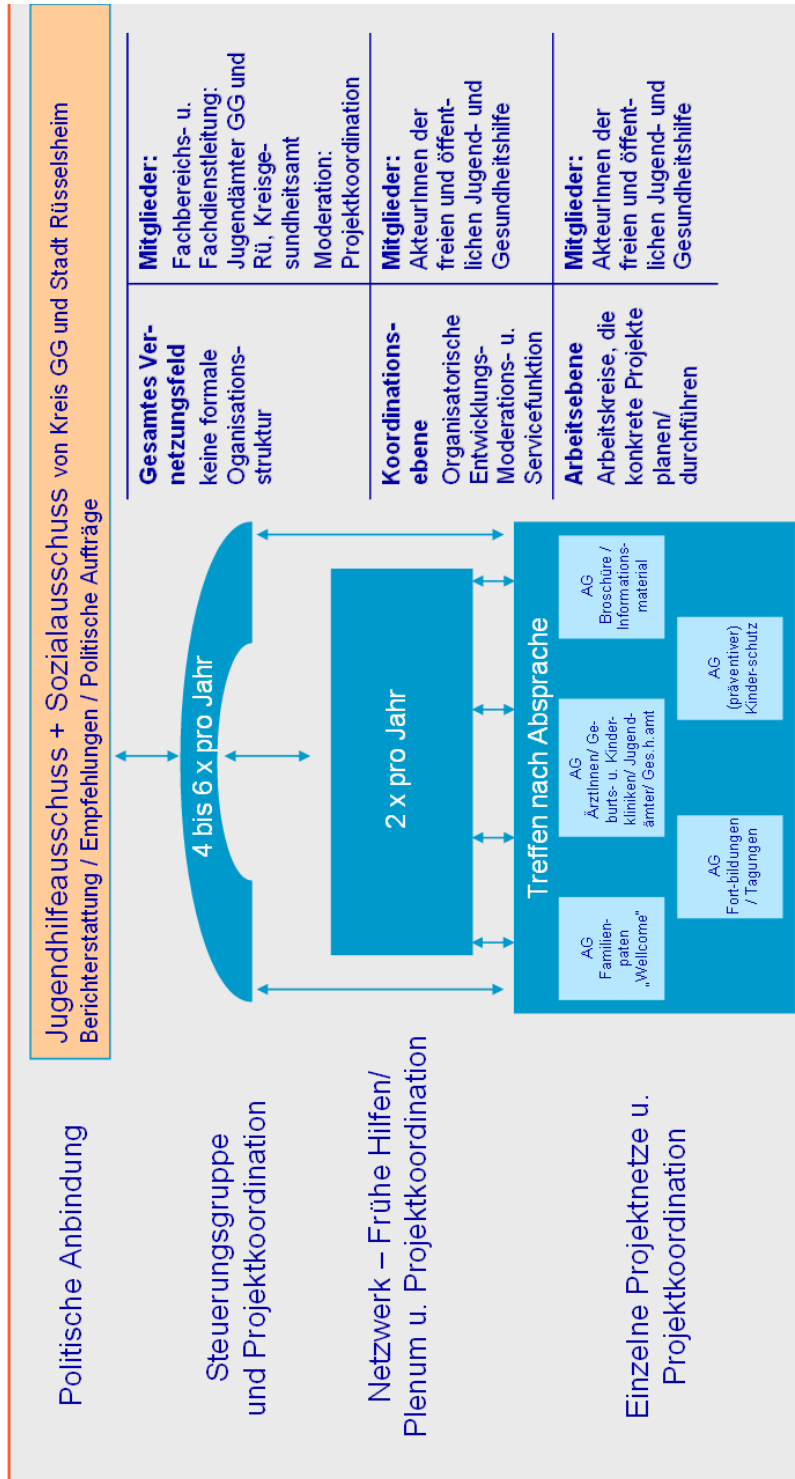 Politische Anbindung
Jugendhilfeausschuss + Sozialausschuss von Kreis GG und Stadt Rüsselsheim
Berichterstattung / Empfehlungen / Politische Aufträge
Steuerungsgruppe
und Projektkoordination
4 bis 6 x pro Jahr
Gesamtes Ver-
netzungsfeld
keine formale
Oganisations-
struktur
Mitglieder:
Fachbereichs- u.
Fachdienstleitung:
Jugendämter GG und
Rü, Kreisge-
sundheitsamt
Moderation:
Projektkoordination
Netzwerk – Frühe Hilfen/
Plenum u. Projektkoordination
2 x pro Jahr
Koordinations-
ebene
Organisatorische
Entwicklungs-
Moderations- u.
Servicefunktion
Mitglieder:
AkteurInnen der
freien und öffent-
lichen Jugend- und
Gesundheitshilfe
Einzelne Projektnetze u.
Projektkoordination
Treffen nach Absprache
AG
Familien-
paten
„Wellcome"
AG
ÄrztInnen/ Ge-
burts- u. Kinder-
kliniken/ Jugend-
ämter/ Ges.h.amt
AG
Broschüre /
Informations-
material
AG
Fort-bildungen
/ Tagungen
AG
(präventiver)
Kinder-schutz
Arbeitsebene
Arbeitskreise, die
konkrete Projekte
planen/
durchführen
Mitglieder:
AkteurInnen der
freien und öffent-
lichen Jugend- und
Gesundheitshilfe